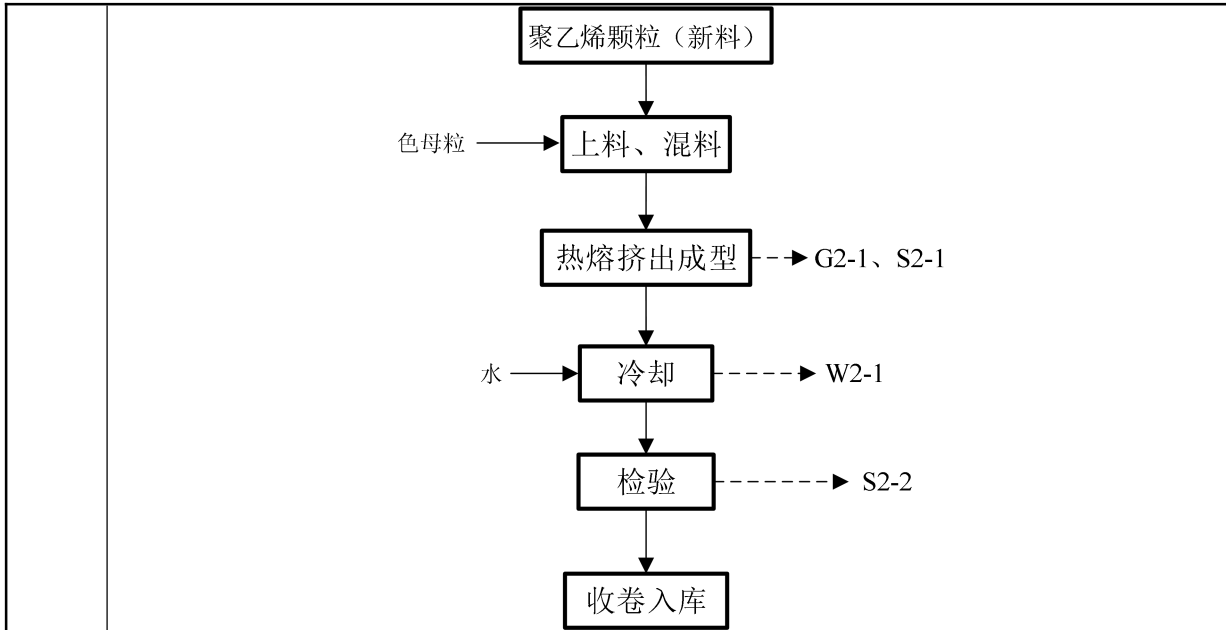 聚乙烯颗粒（新料）
色母粒
上料、混料
热熔挤出成型
G2-1、S2-1
水
冷却
W2-1
检验
S2-2
收卷入库